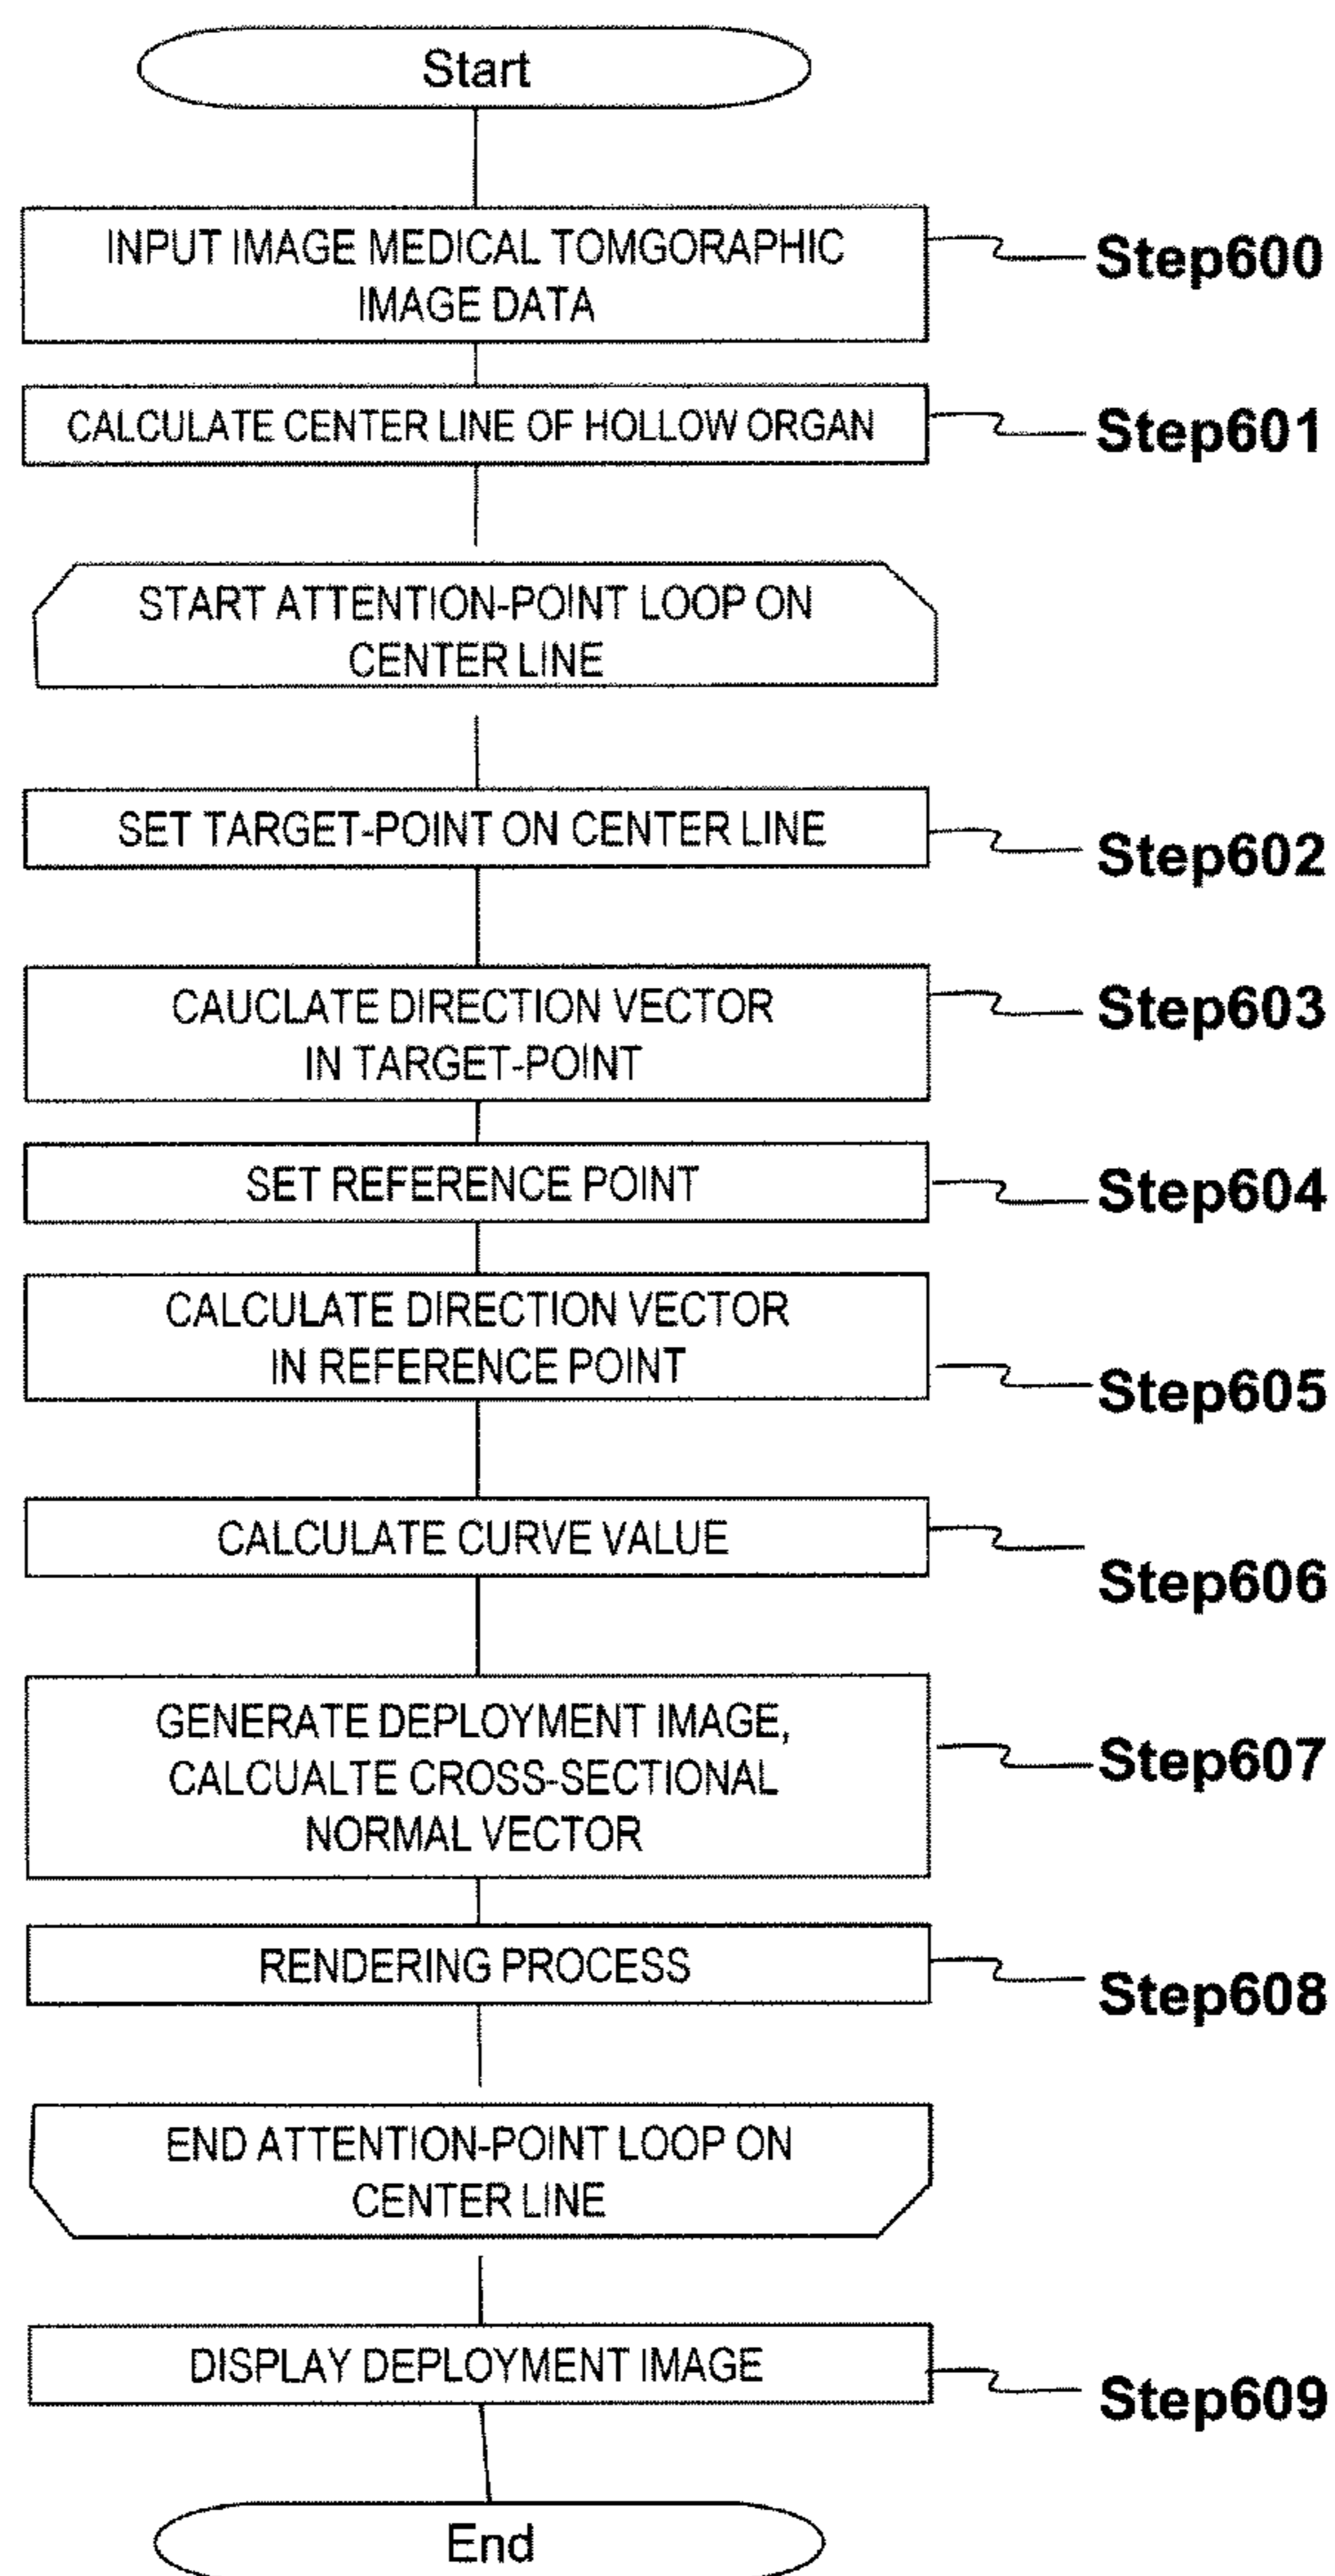 Start
INPUT IMAGE MEDICAL TOMGORAPHIC
IMAGE DATA
Step600
CALCULATE CENTER LINE OF HOLLOW ORGAN
Step601
START ATTENTION-POINT LOOP ON
CENTER LINE
SET TARGET-POINT ON CENTER LINE
Step602
CAUCLATE DIRECTION VECTOR
IN TARGET-POINT
Step603
SET REFERENCE POINT
Step604
CALCULATE DIRECTION VECTOR
IN REFERENCE POINT
Step605
CALCULATE CURVE VALUE
Step606
GENERATE DEPLOYMENT IMAGE,
CALCUALTE CROSS-SECTIONAL
NORMAL VECTOR
Step607
RENDERING PROCESS
Step608
END ATTENTION-POINT LOOP ON
CENTER LINE
DISPLAY DEPLOYMENT IMAGE
Step609
End